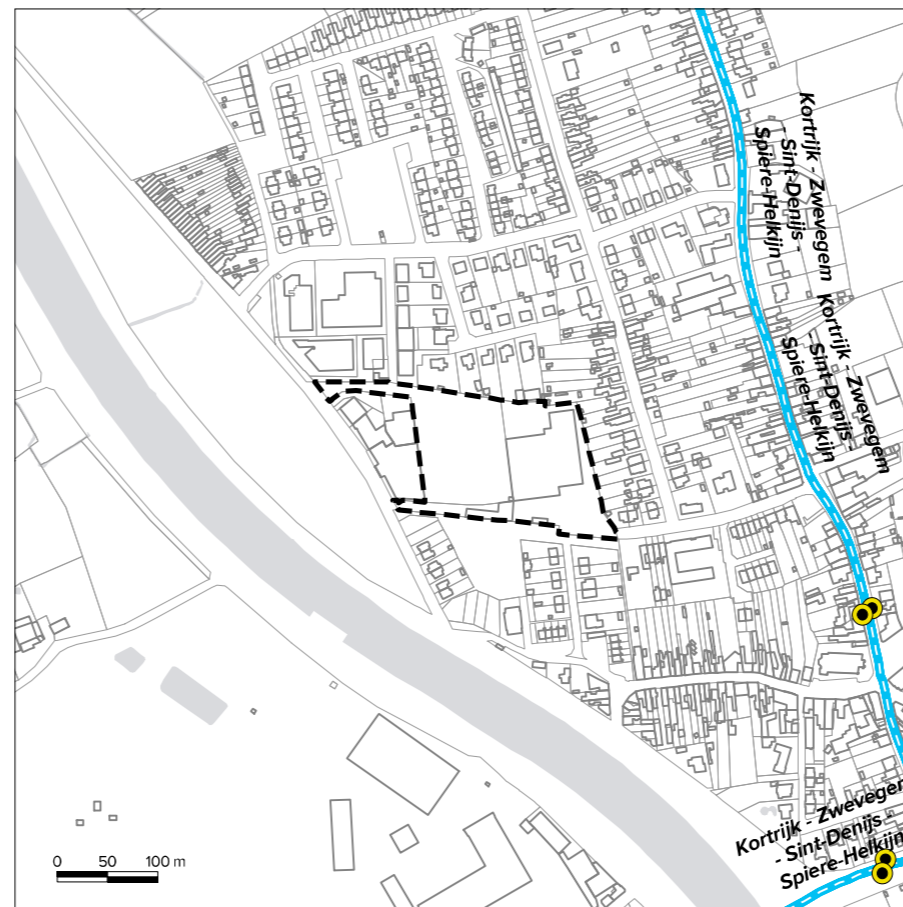 Kortrijk - Zwevegem
- Sint-Denijs -
Spiere-Helkijn
Kortrijk - Zwevegem
- Sint-Denijs -
Spiere-Helkijn
Kortrijk - Zwevegem
- Sint-Denijs -
Spiere-Helkijn
0 50 100 m